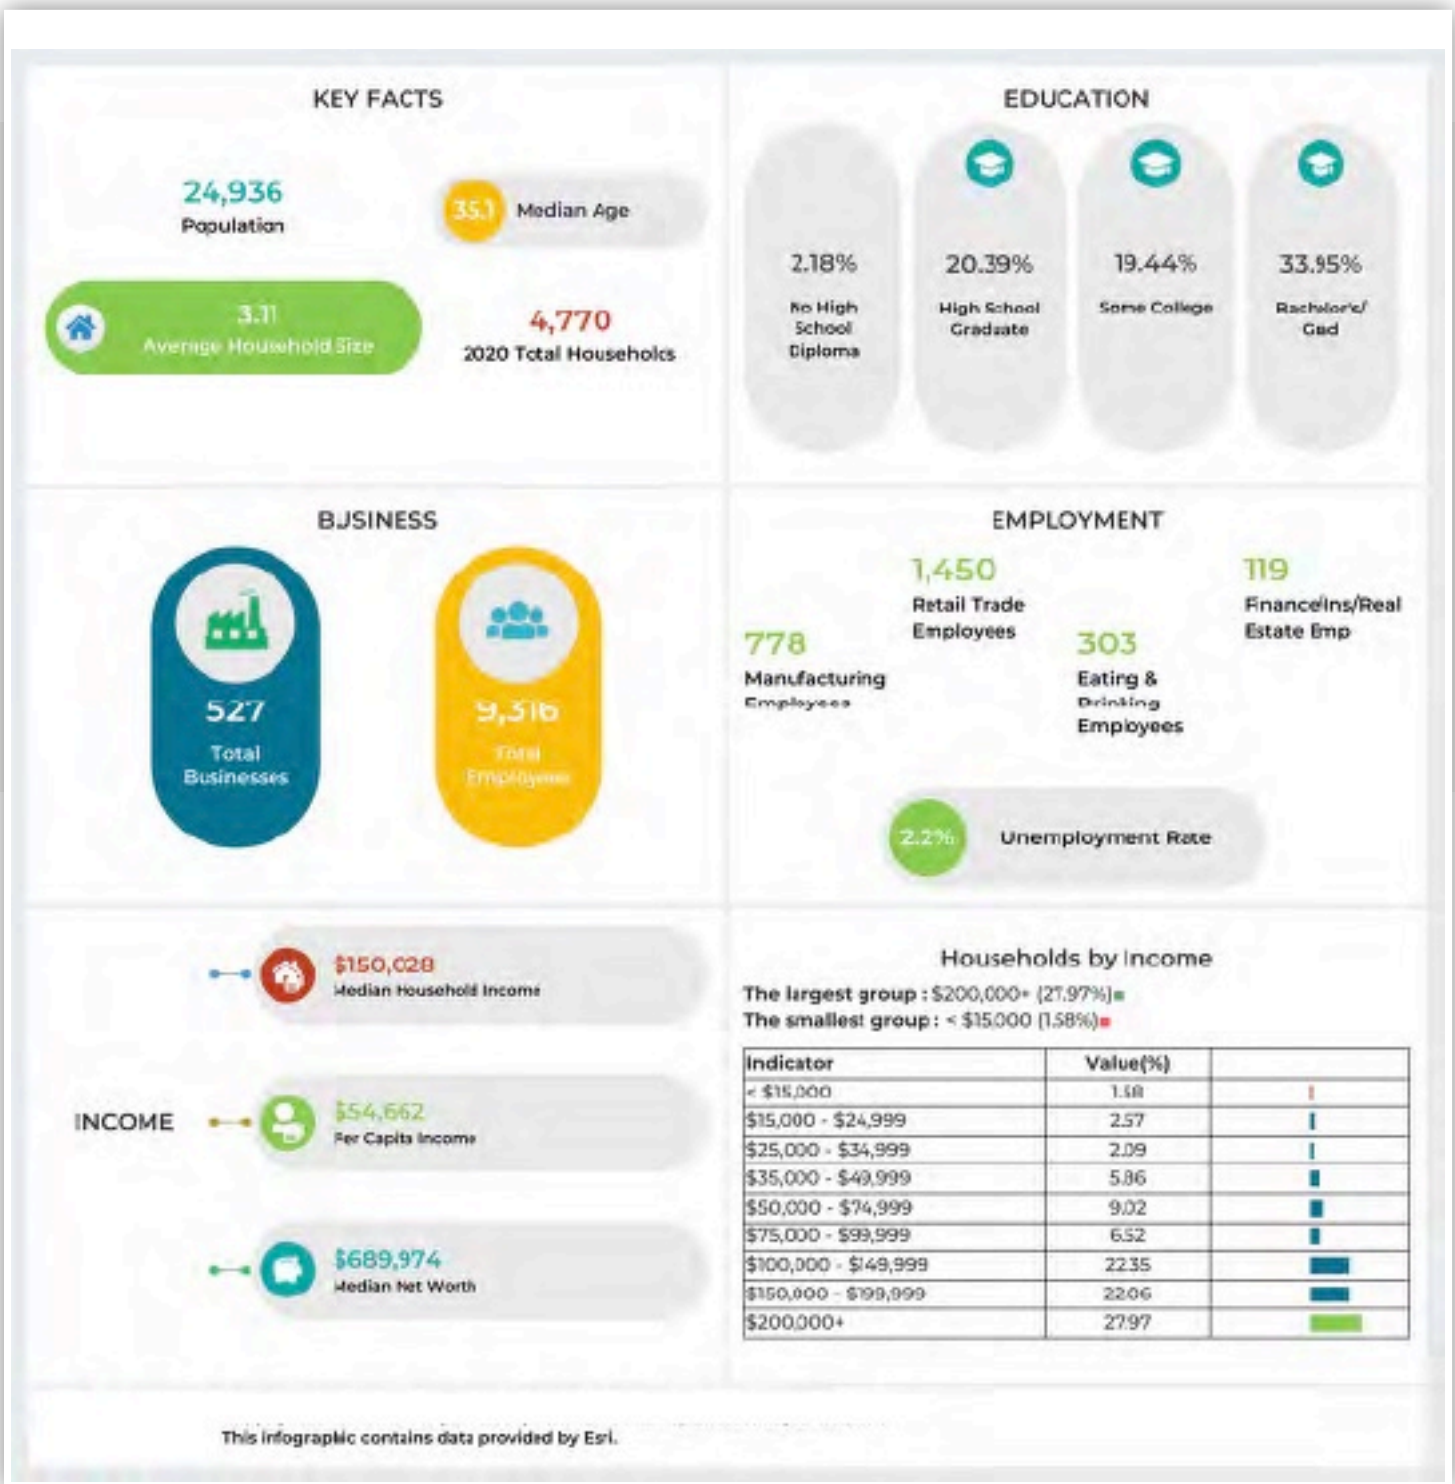 KEY FACTS
24,936
Population
35.1 Median Age
3.11
Average Household Size
4,770
2020 Total Households
EDUCATION
2.18%
No High
School
Diploma
20.39%
High School
Graduate
19.44%
Some College
33.95%
Bachelor's/
Grad
BUSINESS
527
Total
Businesses
9,316
Total
Employees
EMPLOYMENT
778
Manufacturing
Employees
1,450
Retail Trade
Employees
303
Eating &
Drinking
Employees
119
Finance/Ins/Real
Estate Emp
2.2% Unemployment Rate
INCOME
$150,028
Median Household Income
$54,662
Per Capita Income
$689,974
Median Net Worth
Households by Income
The largest group : $200,000+ (27.97%)
The smallest group : < $15,000 (1.58%)
Indicator Value(%)
< $15,000 1.58
$15,000 - $24,999 2.57
$25,000 - $34,999 2.09
$35,000 - $49,999 5.86
$50,000 - $74,999 9.02
$75,000 - $99,999 6.52
$100,000 - $149,999 22.35
$150,000 - $199,999 22.06
$200,000+ 27.97
This infographic contains data provided by Esri.